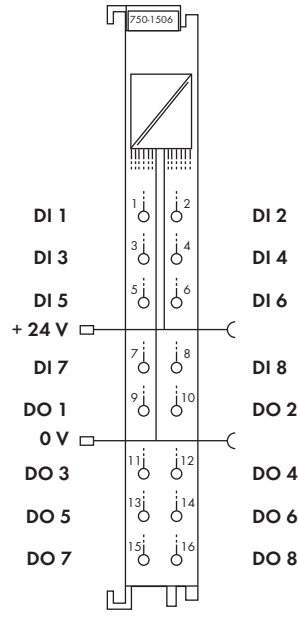 750-1506
DI 1 1 2 DI 2
DI 3 3 4 DI 4
DI 5 5 6 DI 6
+ 24 V
DI 7 7 8 DI 8
DO 1 9 10 DO 2
0 V
DO 3 11 12 DO 4
DO 5 13 14 DO 6
DO 7 15 16 DO 8